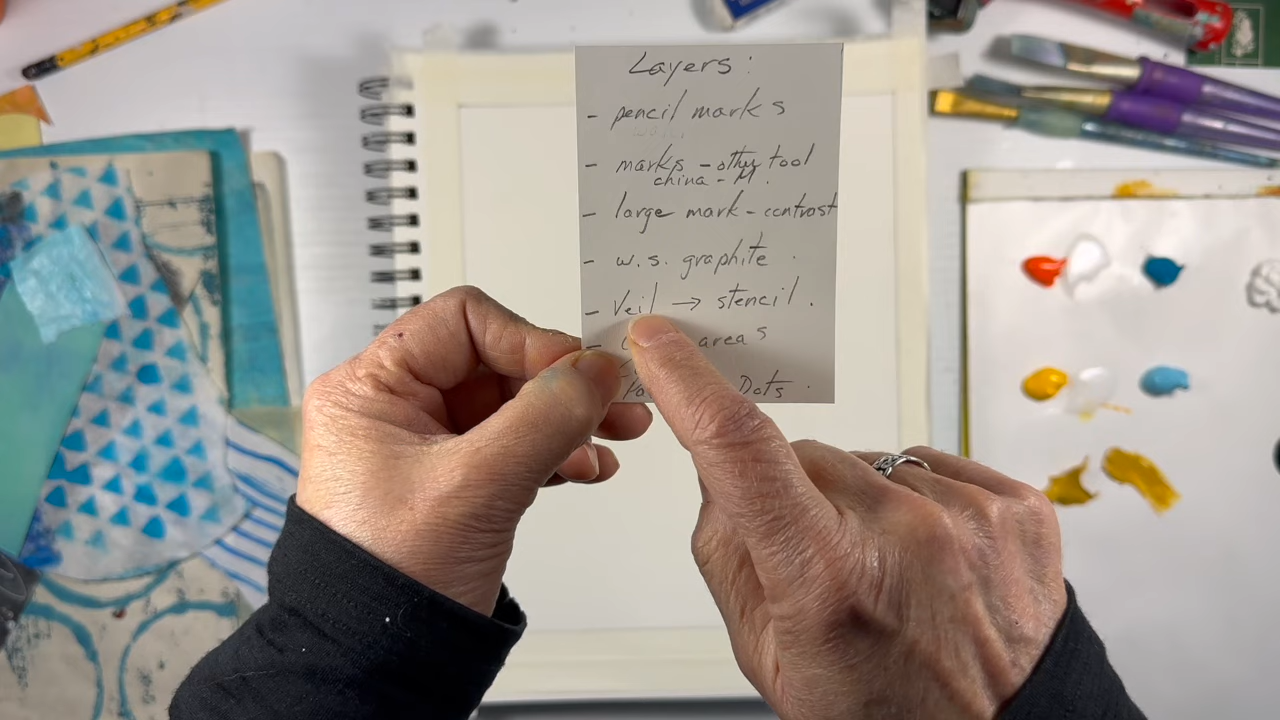 Layers:
- pencil marks
- marks - other tool
china - M.
- large mark - contrast
- w.s. graphite
- Veil → stencil.
- areas
Dots